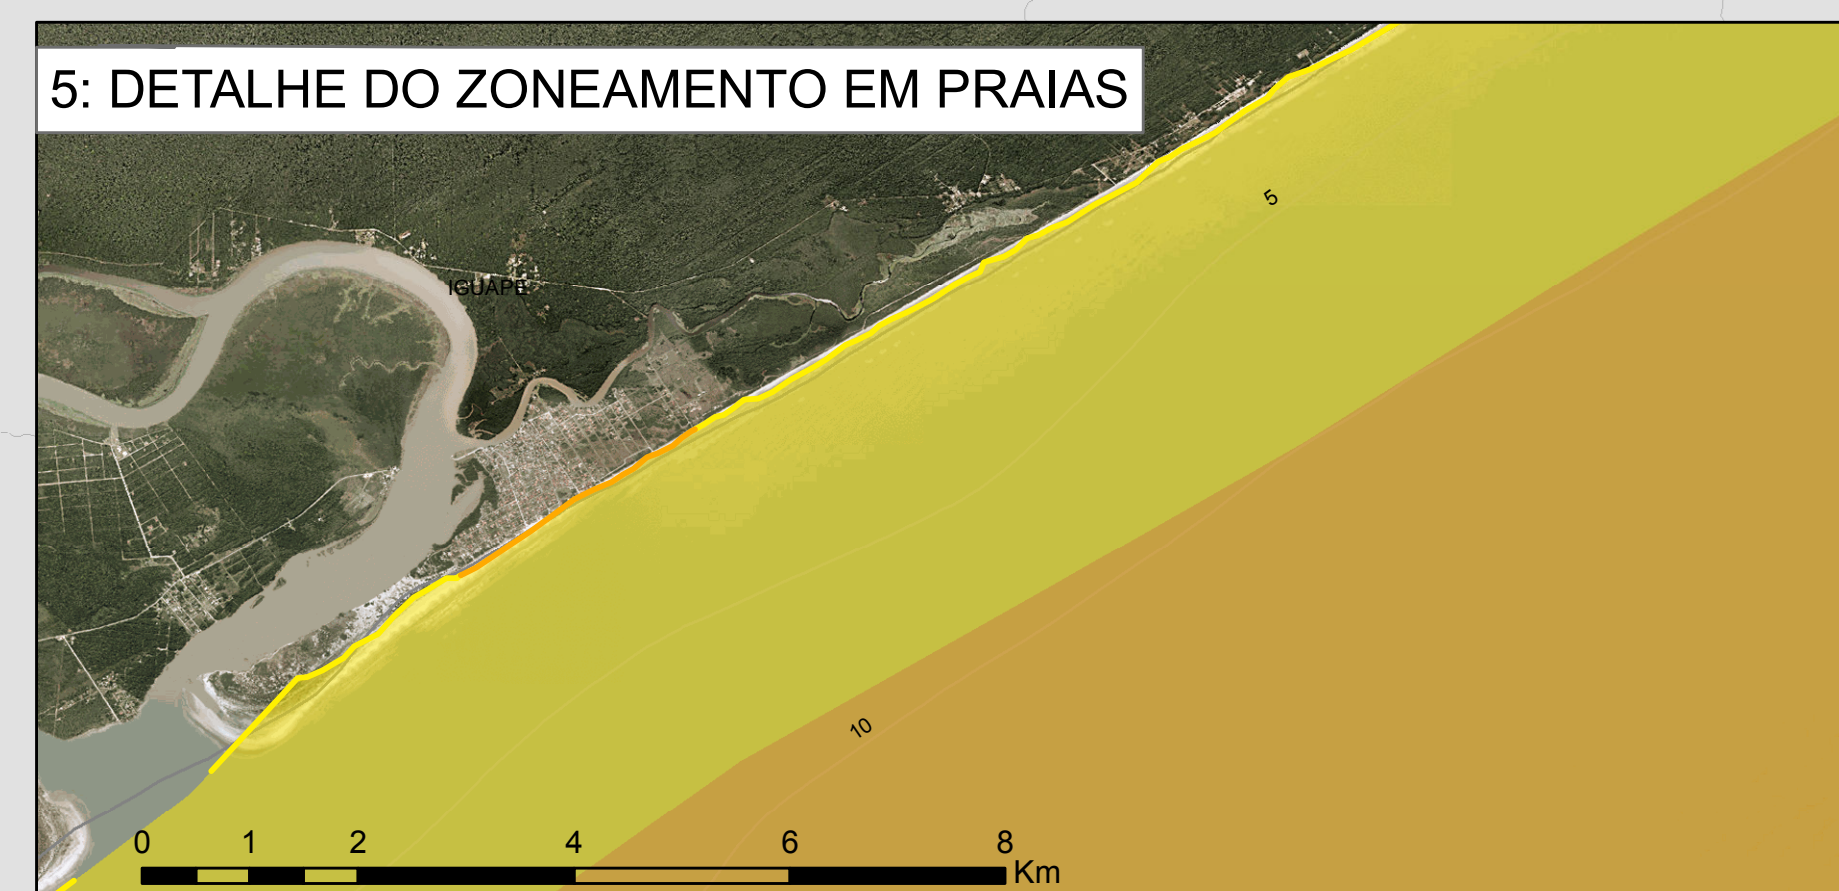 5: DETALHE DO ZONEAMENTO EM PRAIAS
5
IGUAPE
10
0 1 2 4 6 8
Km